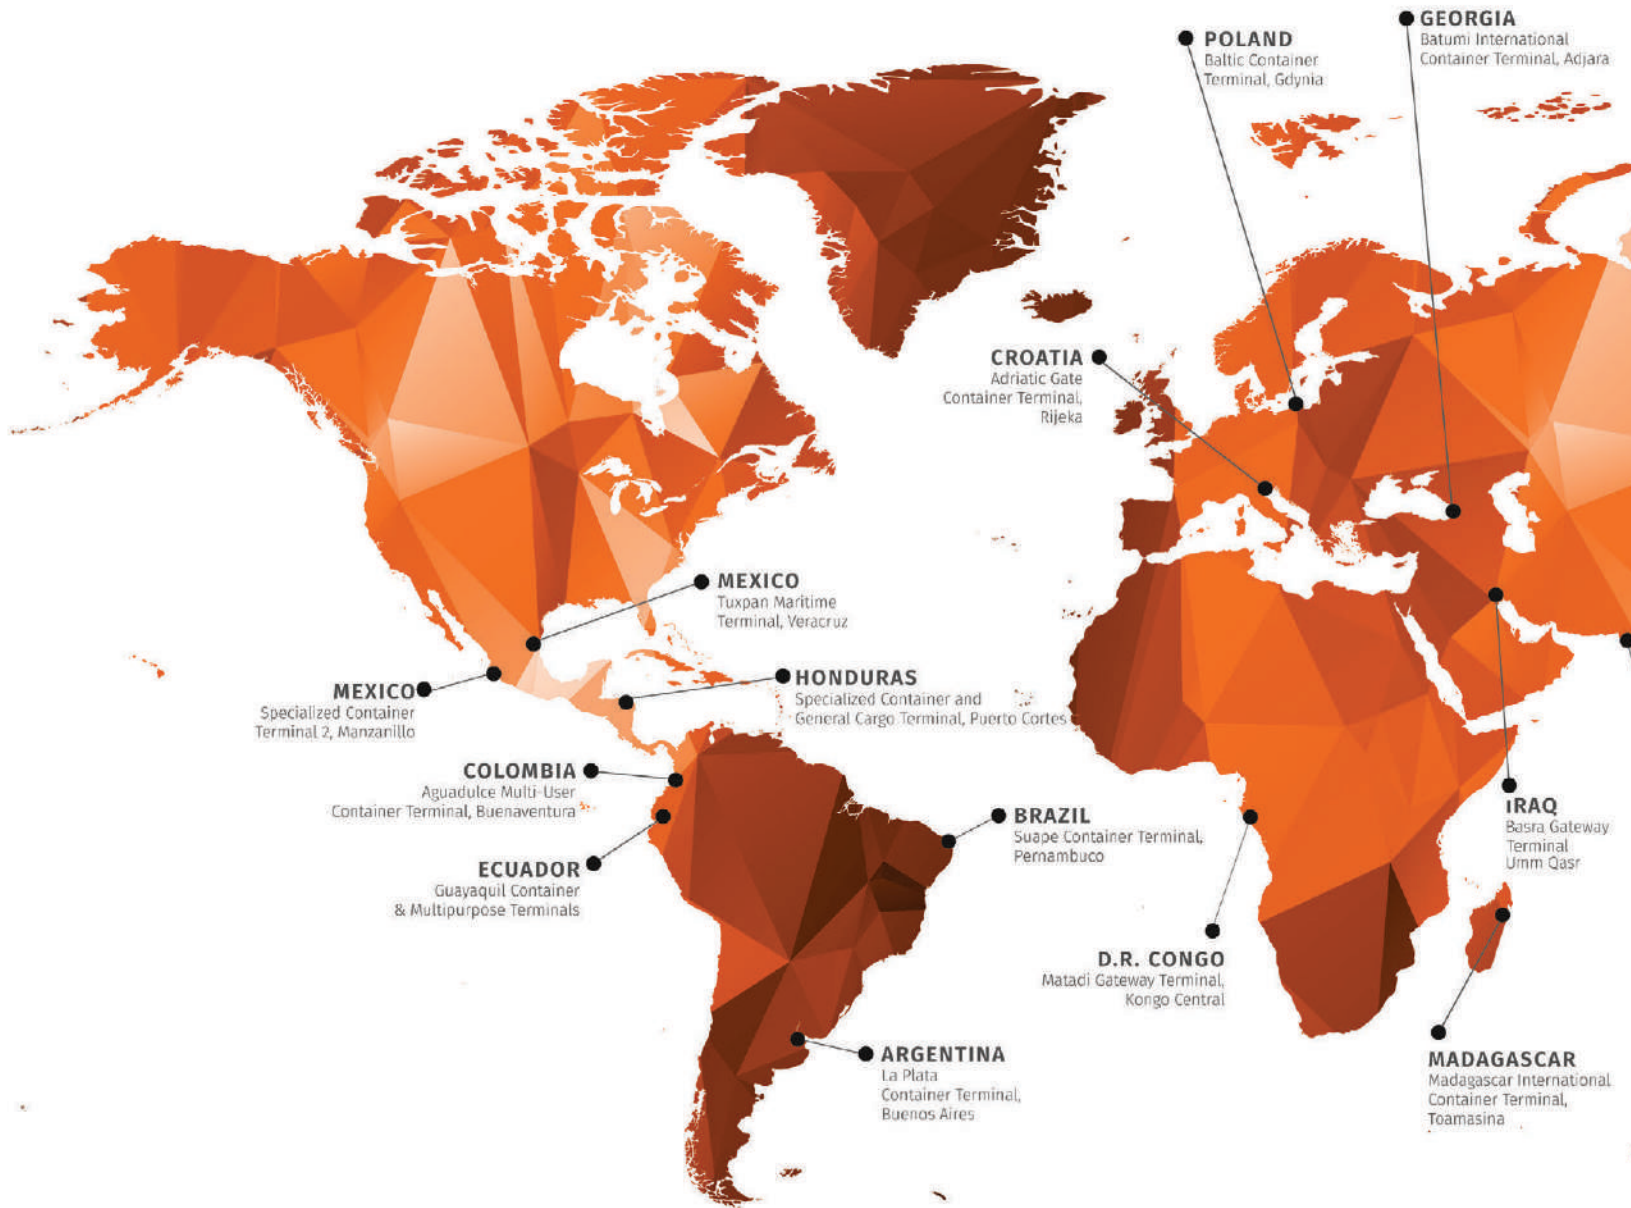 GEORGIA
Batumi International
Container Terminal, Adjara
POLAND
Baltic Container
Terminal, Gdynia
CROATIA
Adriatic Gate
Container Terminal,
Rijeka
MEXICO
Tuxpan Maritime
Terminal, Veracruz
MEXICO
Specialized Container
Terminal 2, Manzanillo
HONDURAS
Specialized Container and
General Cargo Terminal, Puerto Cortes
COLOMBIA
Aguadulce Multi-User
Container Terminal, Buenaventura
ECUADOR
Guayaquil Container
& Multipurpose Terminals
BRAZIL
Suape Container Terminal,
Pernambuco
IRAQ
Basra Gateway
Terminal
Umm Qasr
D.R. CONGO
Matadi Gateway Terminal,
Kongo Central
ARGENTINA
La Plata
Container Terminal,
Buenos Aires
MADAGASCAR
Madagascar International
Container Terminal,
Toamasina